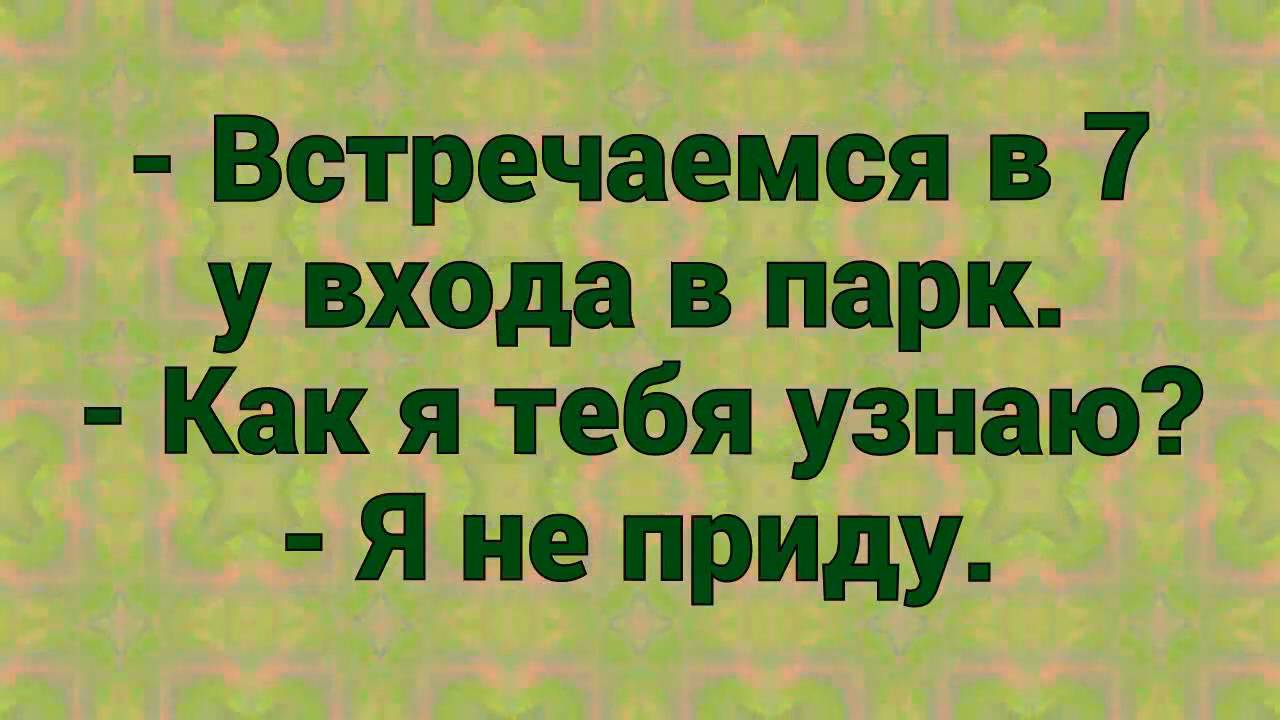 - Встречаемся в 7
у входа в парк.
- Как я тебя узнаю?
- Я не приду.